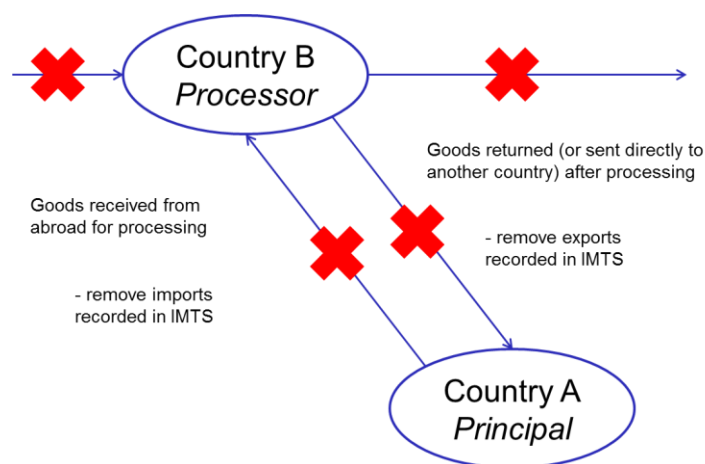 Country B
Processor
Goods returned (or sent directly to
another country) after processing
- remove exports
recorded in IMTS
Goods received from
abroad for processing
- remove imports
recorded in IMTS
Country A
Principal